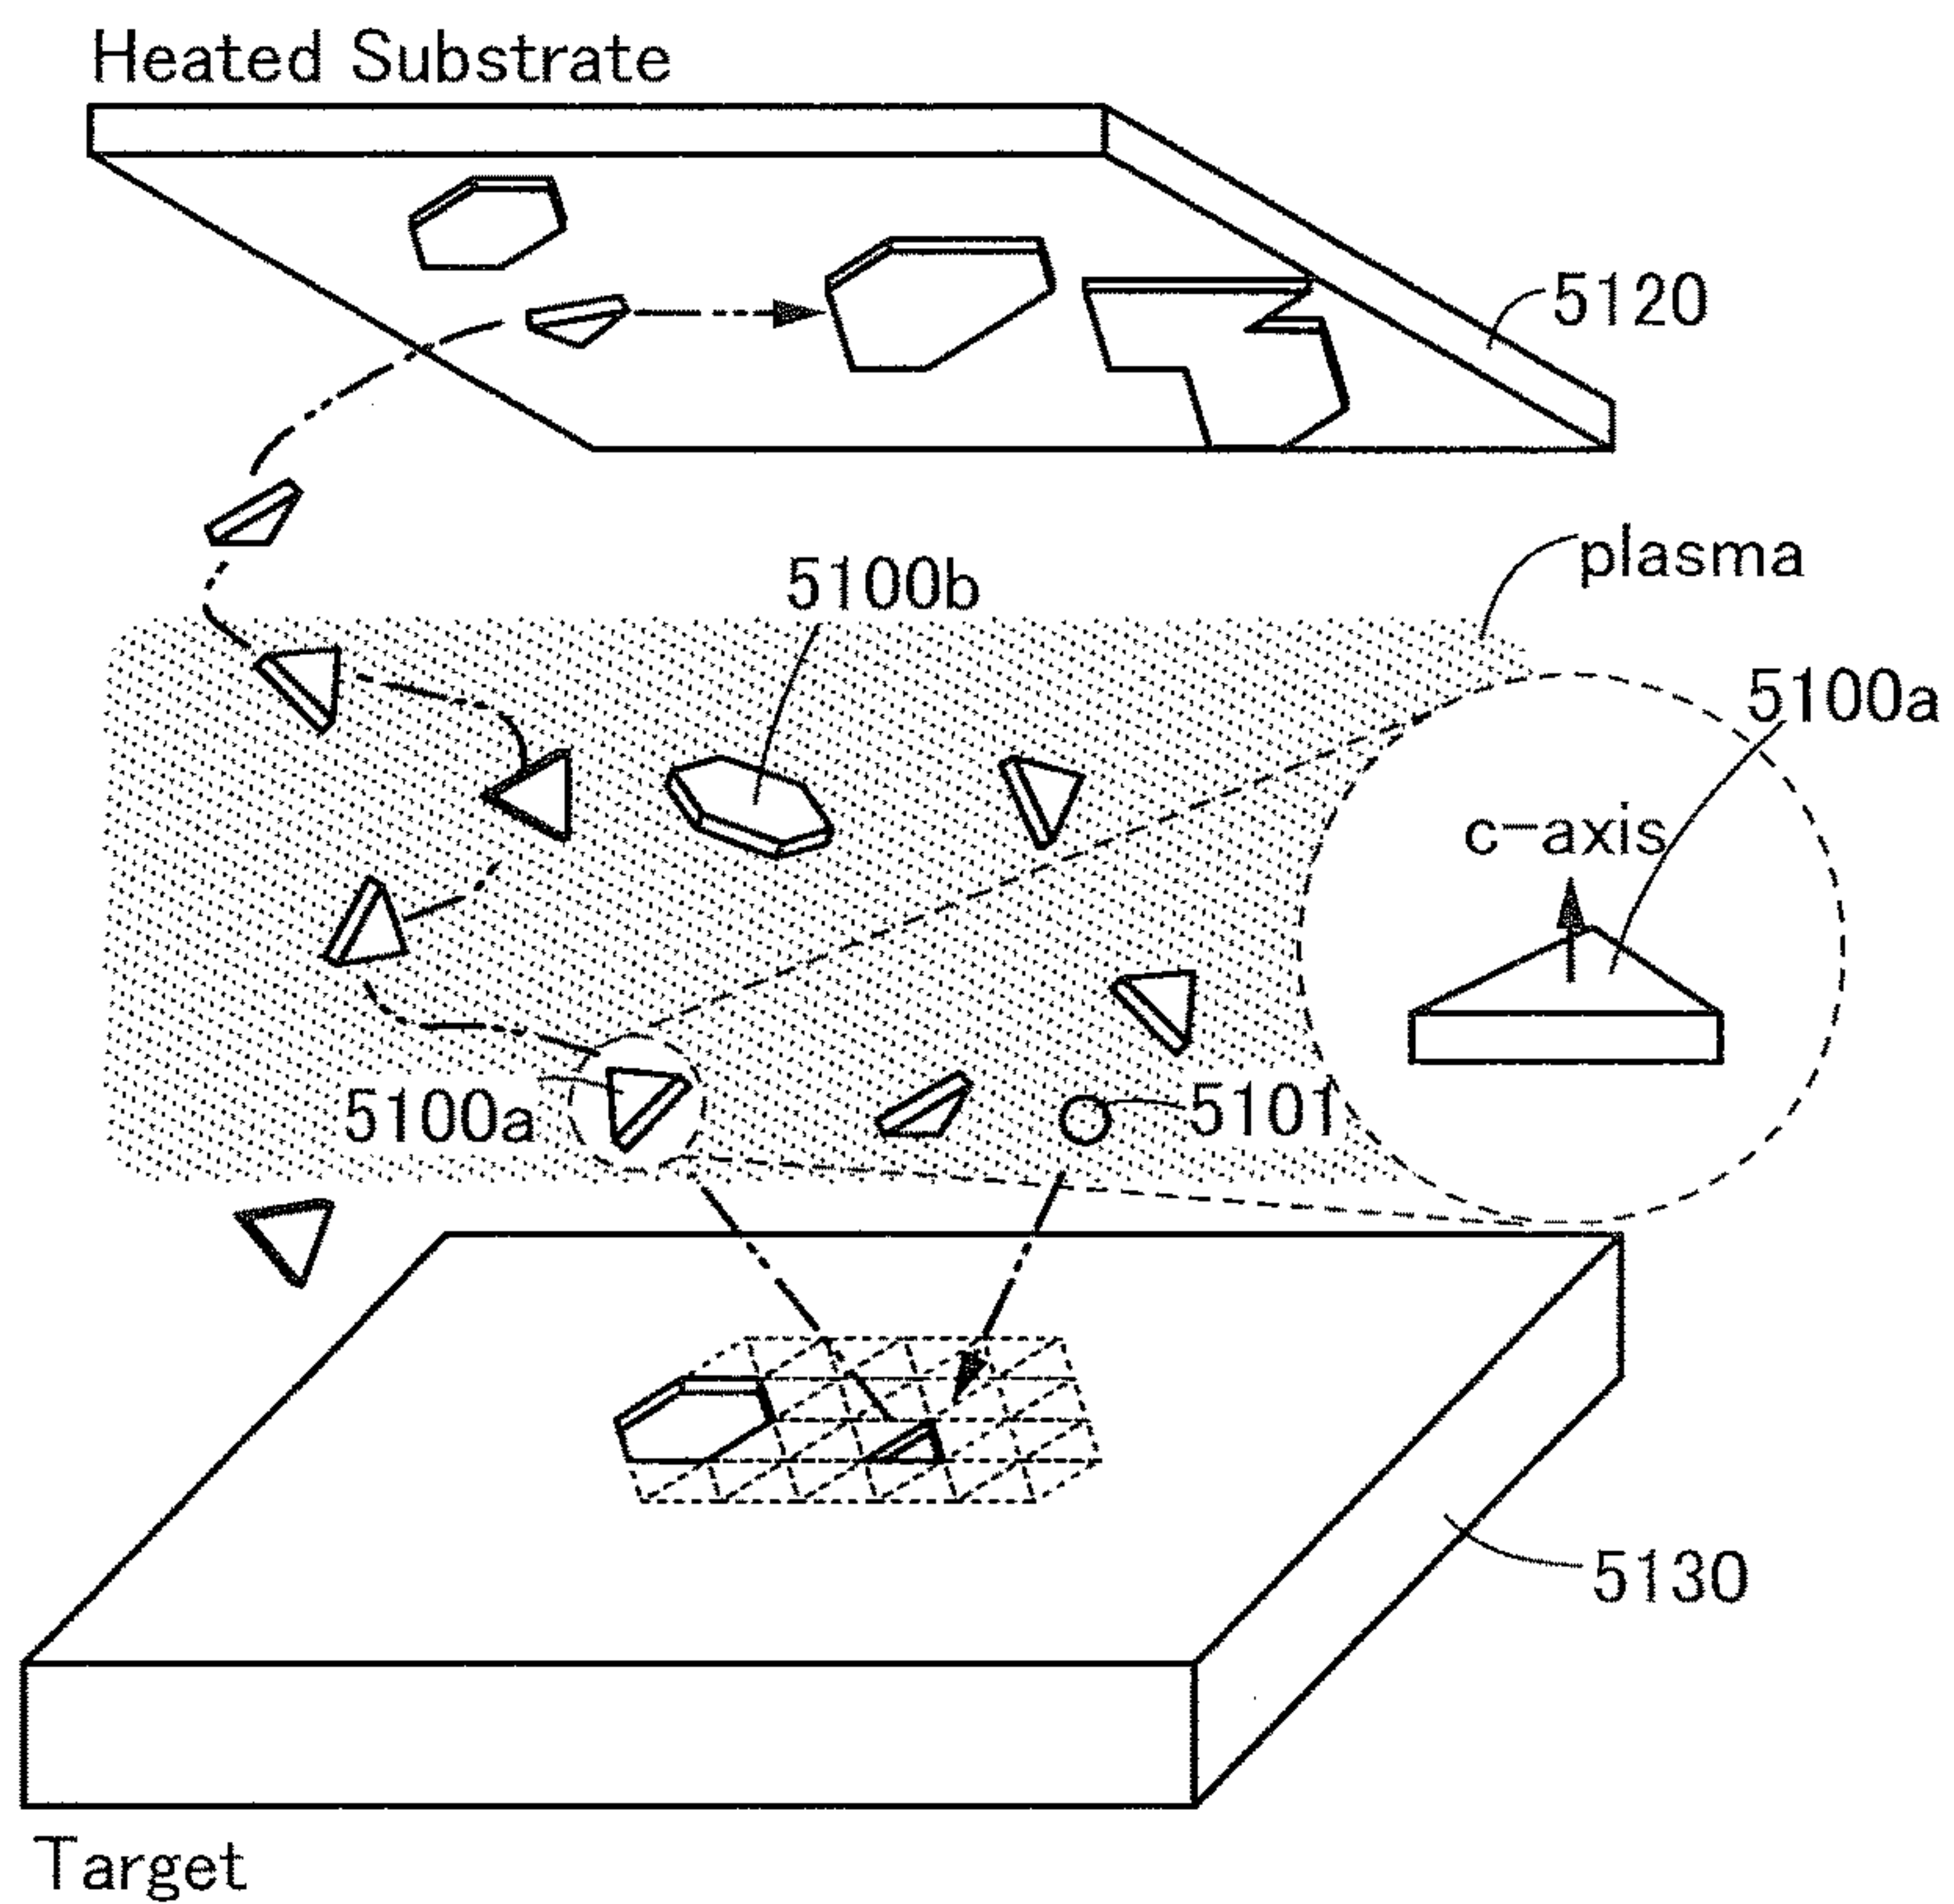 Heated Substrate
5120
plasma
5100b
5100a
c-axis
5100a
5101
5130
Target